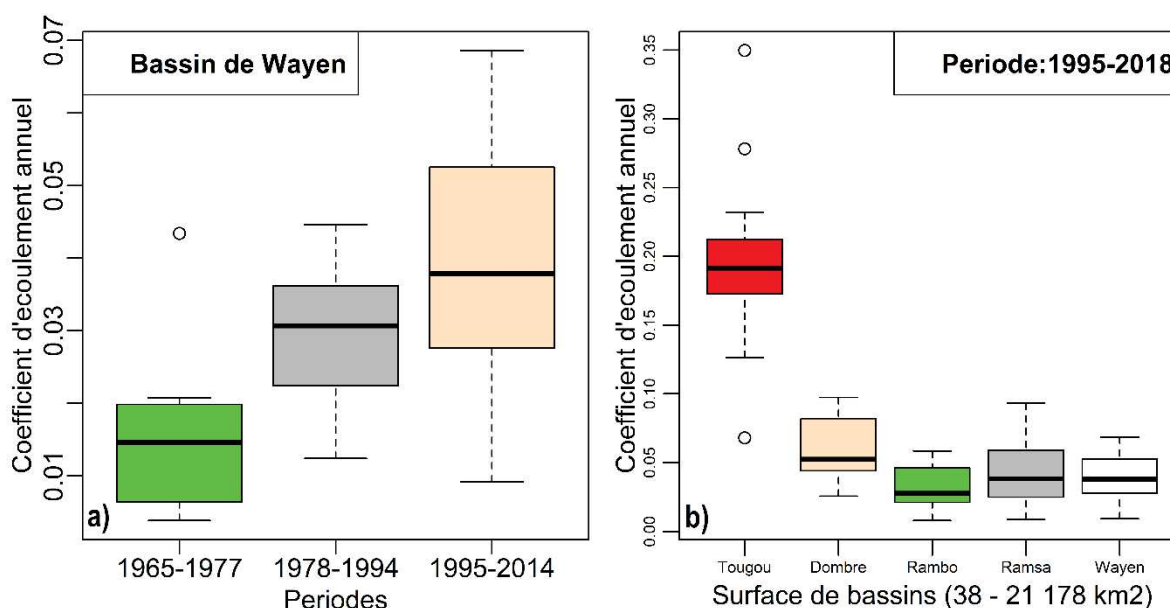 Bassin de Wayen
Coefficient d'ecoulement annuel
0.07
0.05
0.03
0.01
a)
1965-1977 1978-1994 1995-2014
Periodes
Periode:1995-2018
Coefficient d'ecoulement annuel
0.35
0.30
0.25
0.20
0.15
0.10
0.05
0.00
b)
Tougou Dombre Rambo Ramsa Wayen
Surface de bassins (38 - 21 178 km2)